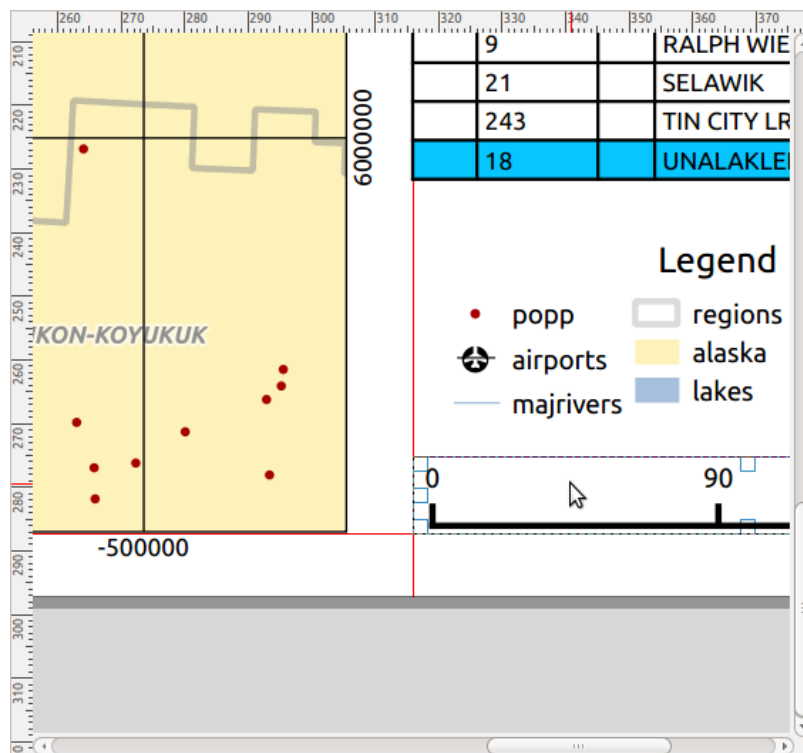 260 270 280 290 300 310 320 330 340 350 360 370
210
220
230
240
250
260
270
280
290
300
310
6000000
-500000
KON-KOYUKUK
9 RALPH WIE
21 SELAWIK
243 TIN CITY LR
18 UNALAKLE
Legend
popp
airports
majrivers
regions
alaska
lakes
0 90